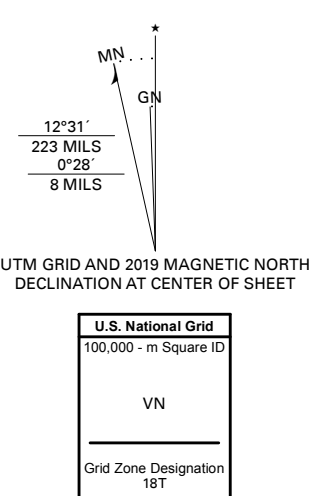 ★
MN
GN
12°31´
223 MILS
0°28´
8 MILS
UTM GRID AND 2019 MAGNETIC NORTH
DECLINATION AT CENTER OF SHEET
U.S. National Grid
100,000 - m Square ID
VN
Grid Zone Designation
18T